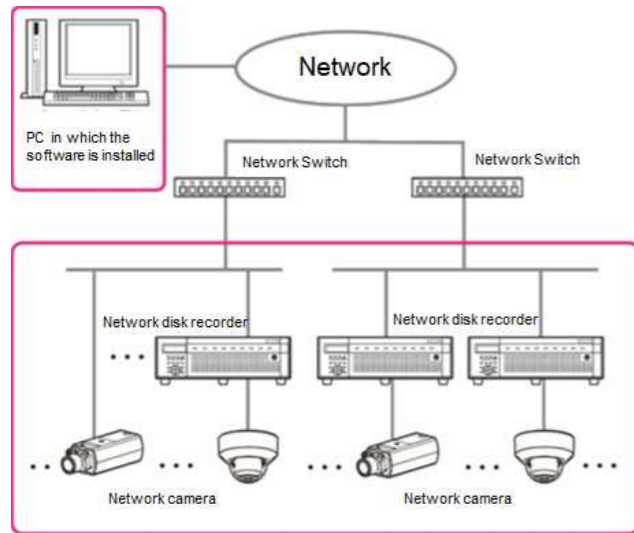 Network
PC in which the
software is installed
Network Switch
Network Switch
Network disk recorder
Network disk recorder
Network camera
Network camera